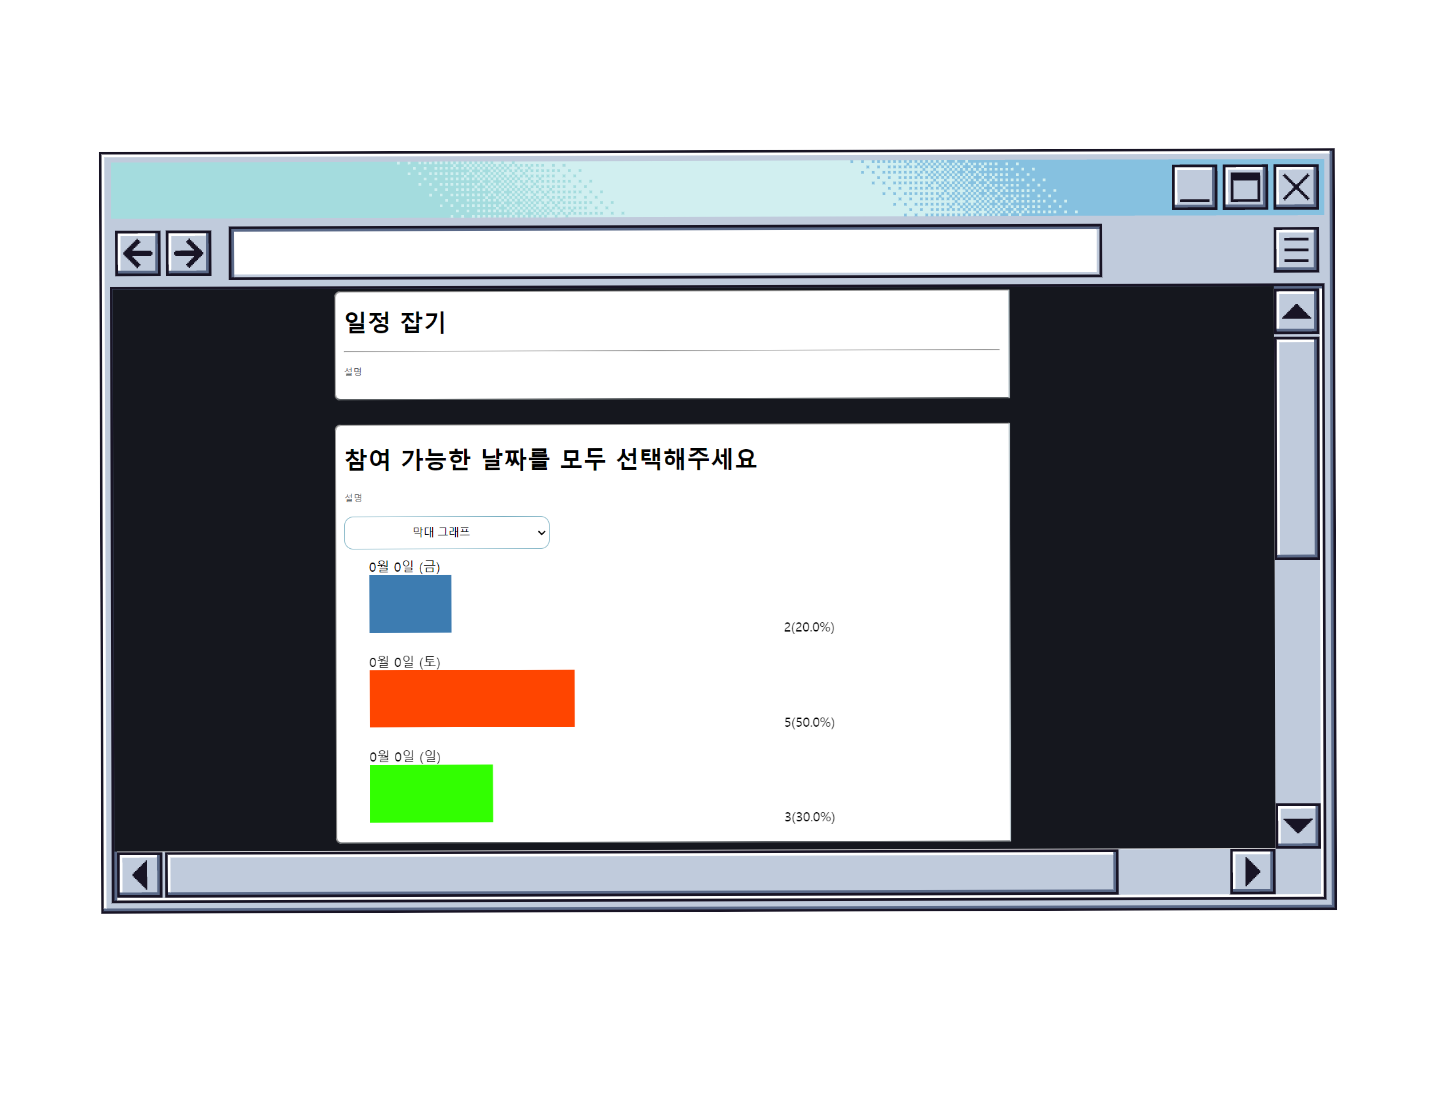 일정 잡기
설명
참여 가능한 날짜를 모두 선택해주세요
설명
막대 그래프
0월 0일 (금)
2(20.0%)
0월 0일 (토)
5(50.0%)
0월 0일 (일)
3(30.0%)